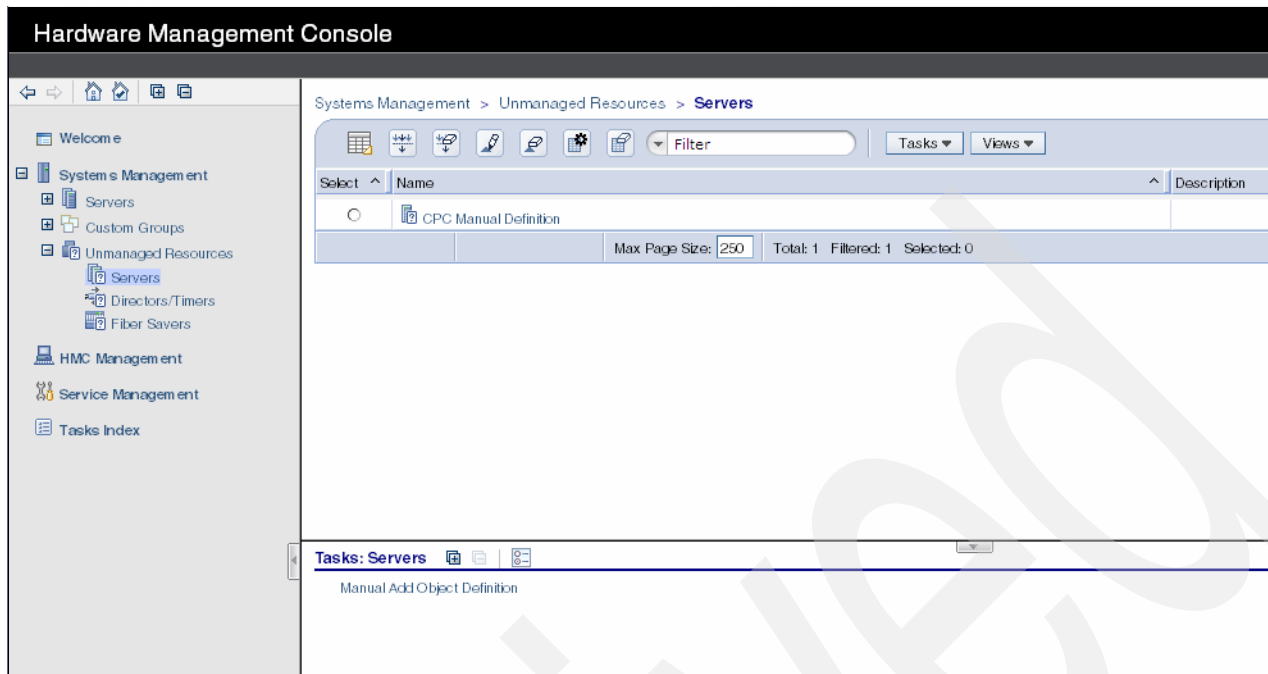 Hardware Management Console
Systems Management > Unmanaged Resources > Servers
Welcome
Systems Management
Servers
Custom Groups
Unmanaged Resources
Servers
Directors/Timers
Fiber Savers
HMC Management
Service Management
Tasks Index
Filter
Tasks
Views
Select Name Description
CPC Manual Definition
Max Page Size: 250 Total: 1 Filtered: 1 Selected: 0
Tasks: Servers
Manual Add Object Definition